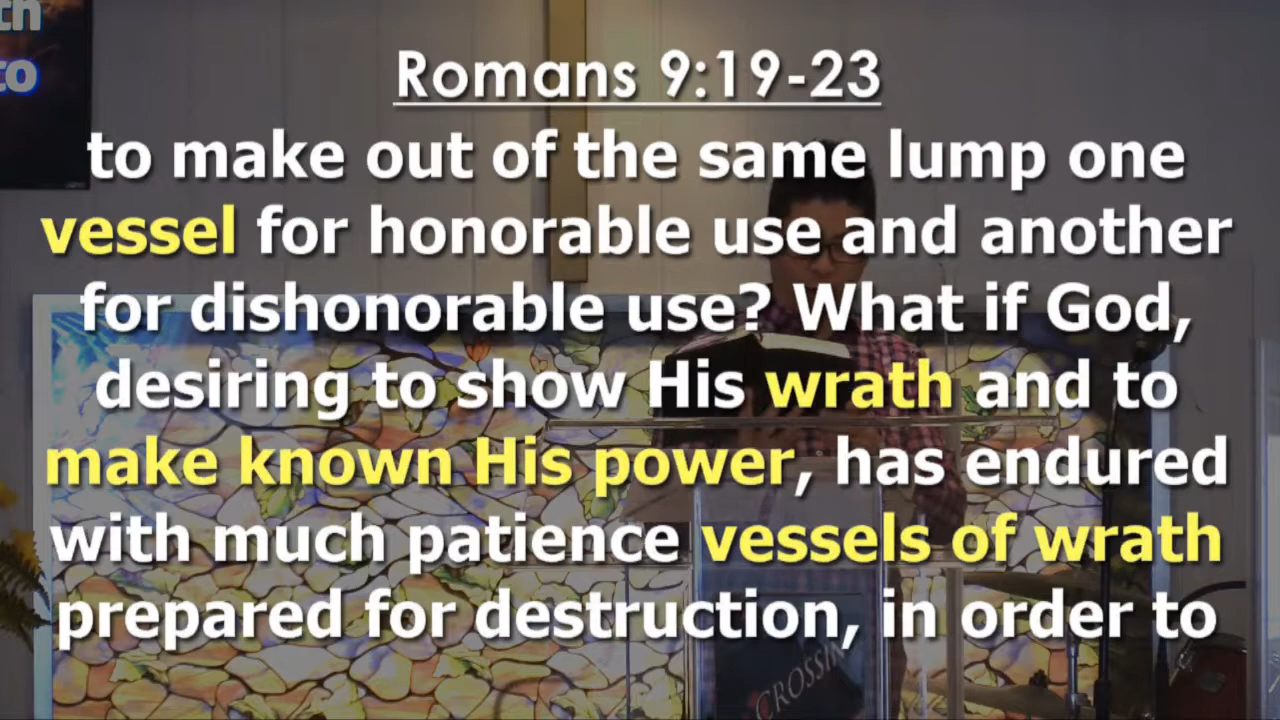 th
to
Romans 9:19-23
to make out of the same lump one
vessel for honorable use and another
for dishonorable use? What if God,
desiring to show His wrath and to
make known His power, has endured
with much patience vessels of wrath
prepared for destruction, in order to